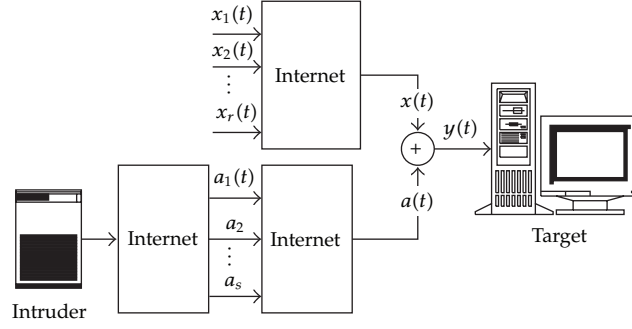 x₁(t)
x₂(t)
⋮
xᵣ(t)
Internet
x(t)
y(t)
+
a(t)
Target
Intruder
Internet
a₁(t)
a₂
⋮
aₛ
Internet